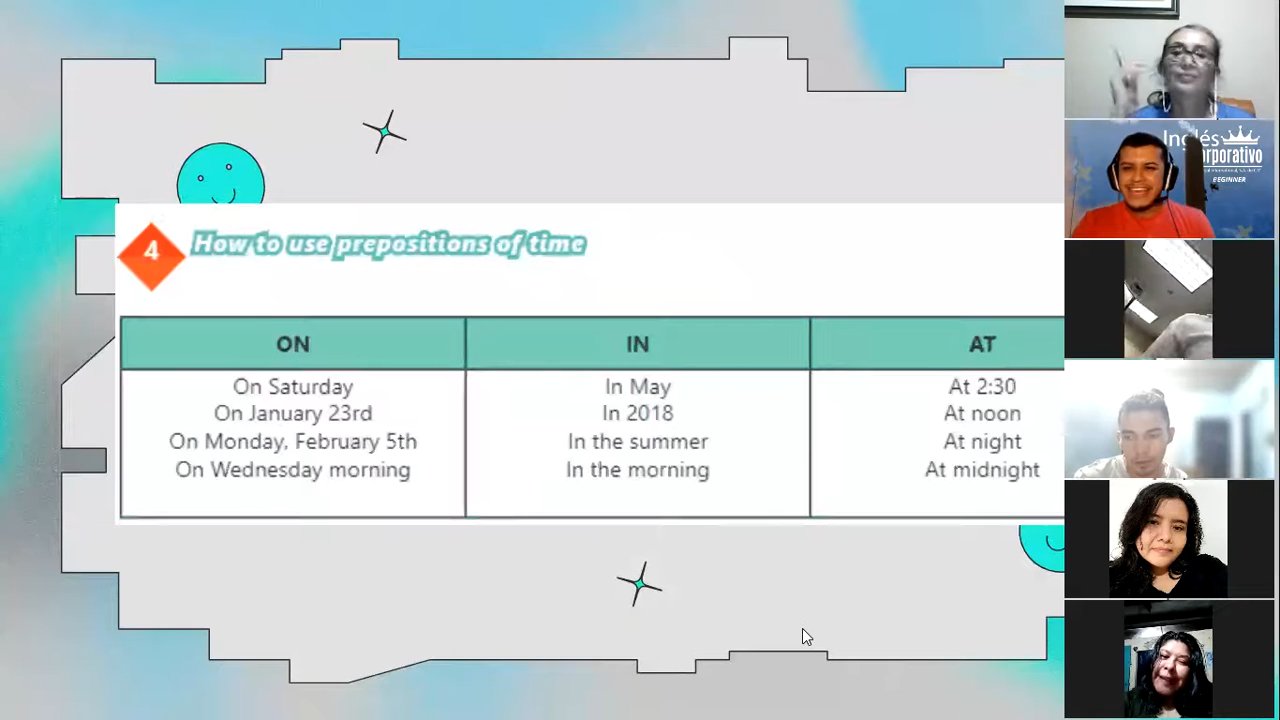 4
How to use prepositions of time
ON IN AT
On Saturday In May At 2:30
On January 23rd In 2018 At noon
On Monday, February 5th In the summer At night
On Wednesday morning In the morning At midnight
Inglés
orporativo
BEGINNER